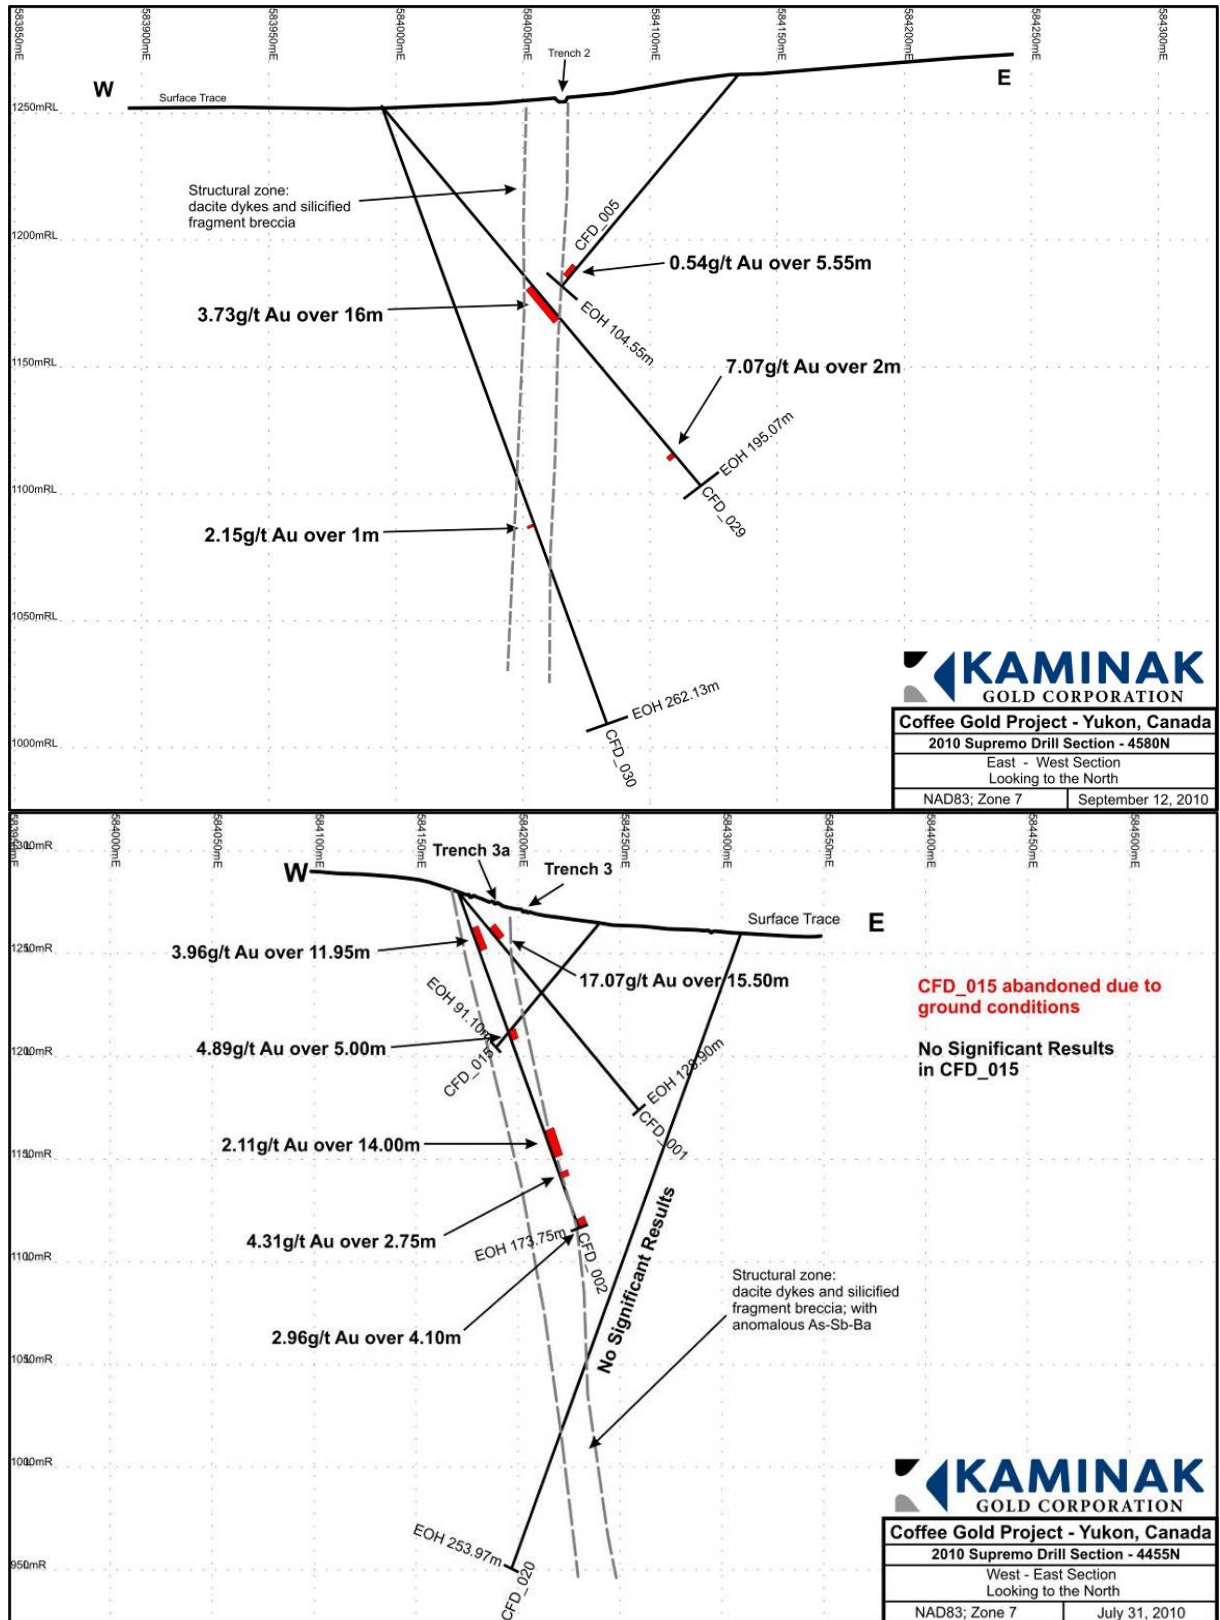 583850mE
583900mE
584000mE
584050mE
584100mE
584150mE
584200mE
584250mE
584300mE
Trench 2
W
E
Surface Trace
1250mRL
Structural zone:
dacite dykes and silicified
fragment breccia
CFD_005
1200mRL
0.54g/t Au over 5.55m
3.73g/t Au over 16m
EOH 104.55m
1150mRL
7.07g/t Au over 2m
EOH 195.07m
1100mRL
CFD_029
2.15g/t Au over 1m
1050mRL
EOH 262.13m
1000mRL
CFD_030
KAMINAK
GOLD CORPORATION
Coffee Gold Project - Yukon, Canada
2010 Supremo Drill Section - 4580N
East - West Section
Looking to the North
NAD83; Zone 7
September 12, 2010
584000mE
584050mE
584100mE
584150mE
584200mE
584250mE
584300mE
584350mE
584400mE
584450mE
584500mE
Trench 3a
W
Trench 3
Surface Trace
E
3.96g/t Au over 11.95m
1250mR
17.07g/t Au over 15.50m
EOH 91.10m
CFD_015 abandoned due to
ground conditions
4.89g/t Au over 5.00m
1200mR
CFD_015
No Significant Results
in CFD_015
EOH 128.90m
CFD_001
2.11g/t Au over 14.00m
1150mR
4.31g/t Au over 2.75m
EOH 173.75m
1100mR
CFD_002
No Significant Results
Structural zone:
dacite dykes and silicified
fragment breccia; with
anomalous As-Sb-Ba
2.96g/t Au over 4.10m
1050mR
1000mR
EOH 253.97m
950mR
CFD_020
KAMINAK
GOLD CORPORATION
Coffee Gold Project - Yukon, Canada
2010 Supremo Drill Section - 4455N
West - East Section
Looking to the North
NAD83; Zone 7
July 31, 2010